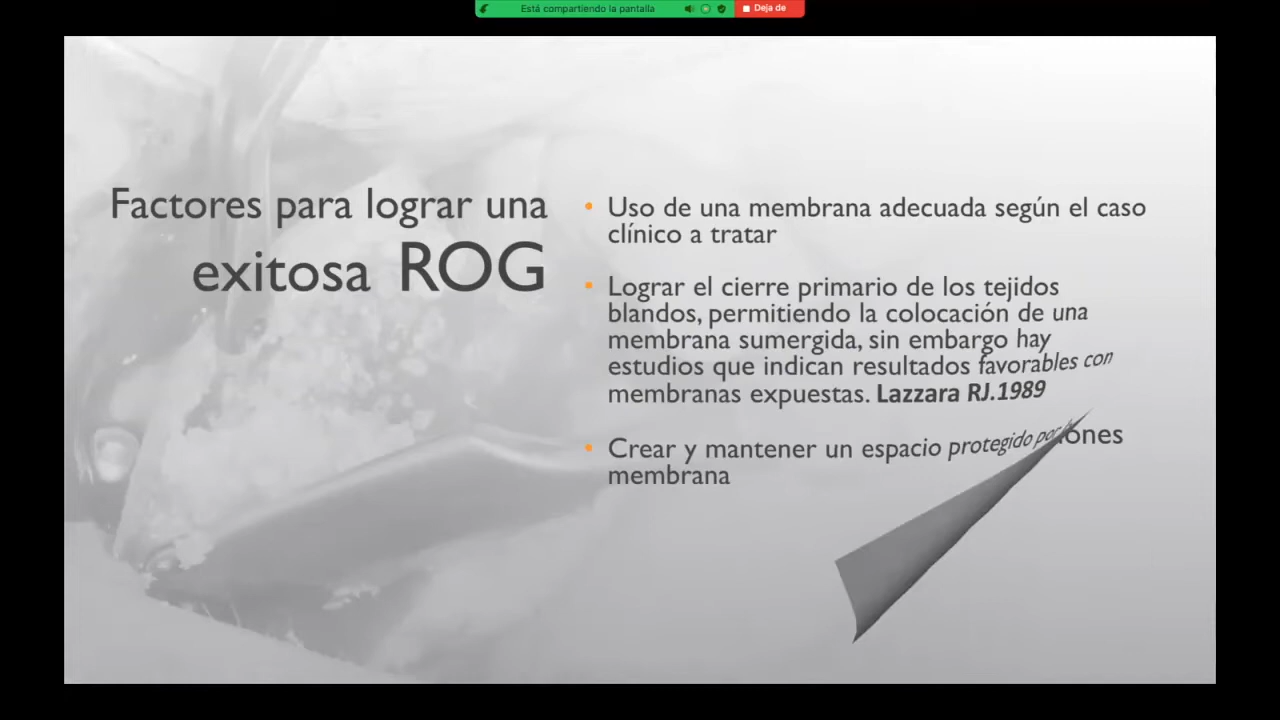 Está compartiendo la pantalla
Deja de
Factores para lograr una
exitosa ROG
Uso de una membrana adecuada según el caso
clínico a tratar
Lograr el cierre primario de los tejidos
blandos, permitiendo la colocación de una
membrana sumergida, sin embargo hay
estudios que indican resultados favorables con
membranas expuestas. Lazzara RJ.1989
Crear y mantener un espacio protegido por
membrana